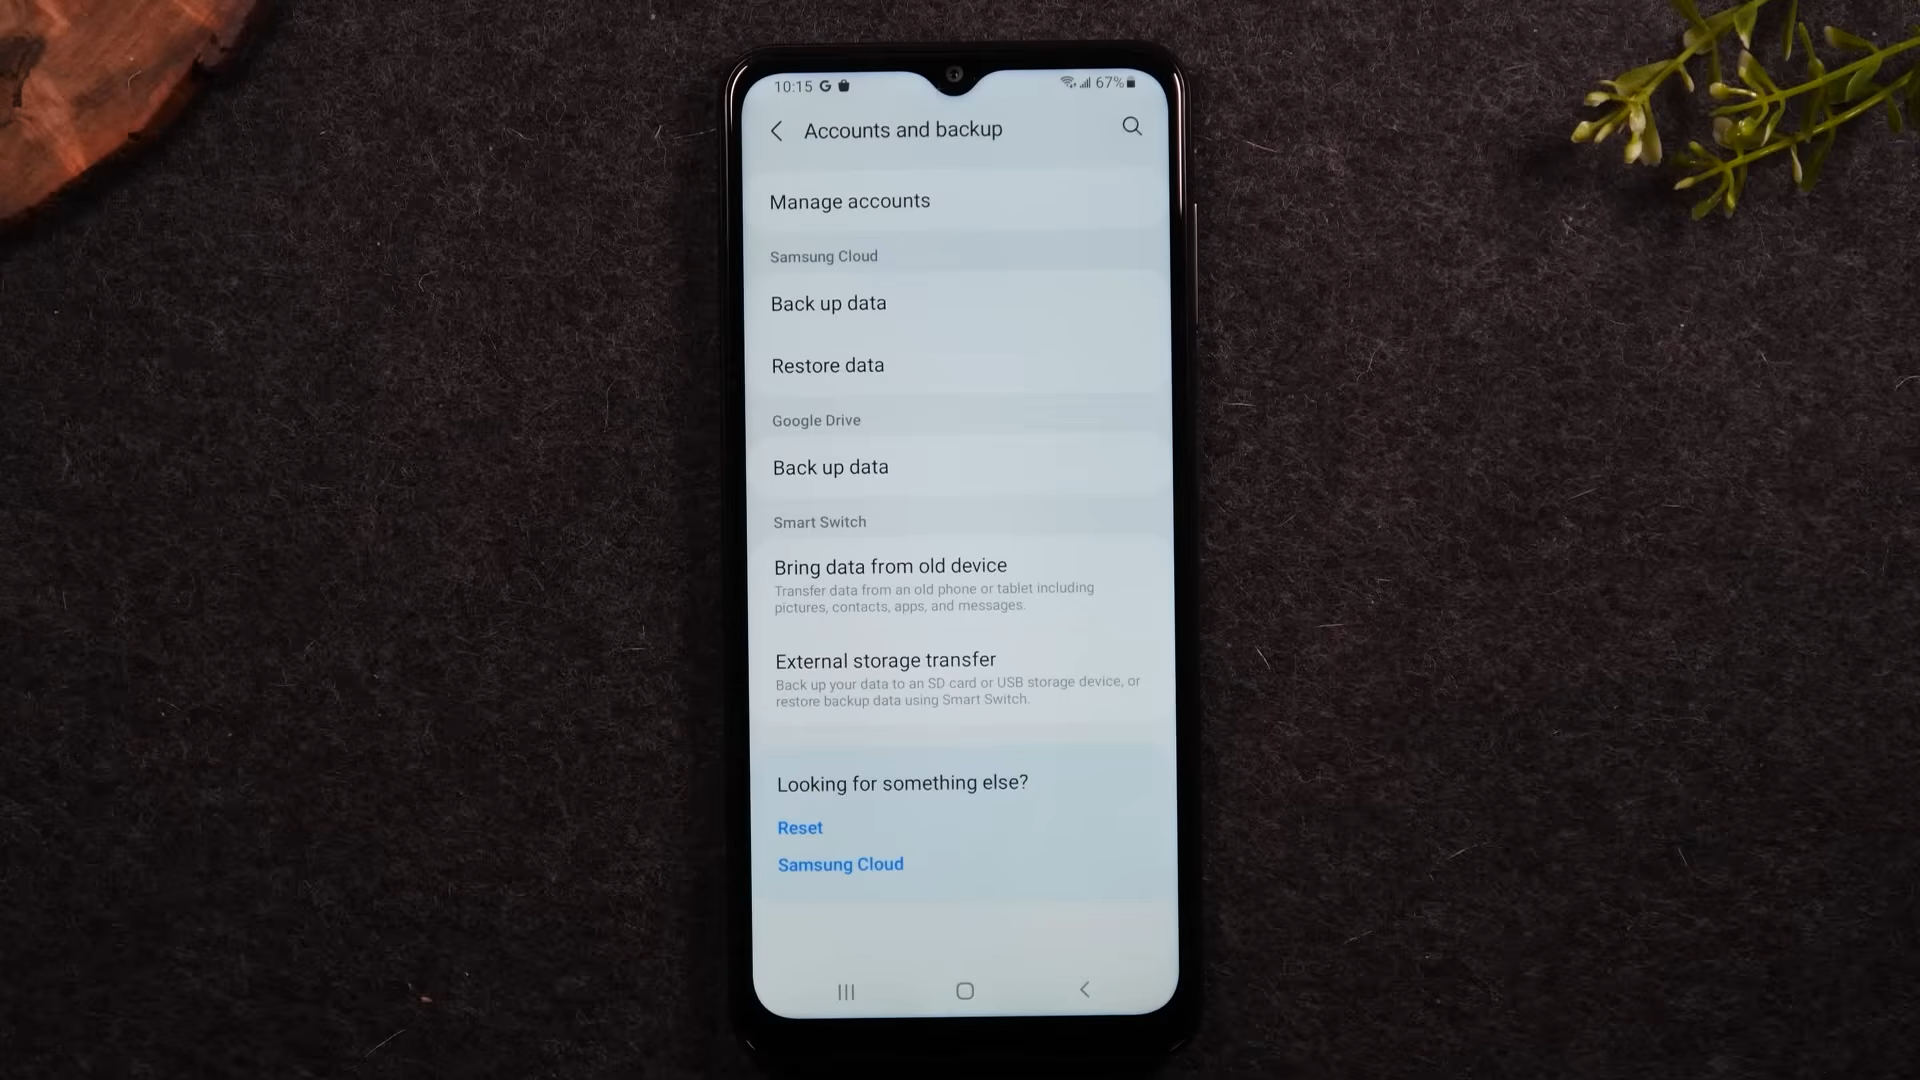 10:15 G 67%
Accounts and backup
Manage accounts
Samsung Cloud
Back up data
Restore data
Google Drive
Back up data
Smart Switch
Bring data from old device
Transfer data from an old phone or tablet including
pictures, contacts, apps, and messages.
External storage transfer
Back up your data to an SD card or USB storage device, or
restore backup data using Smart Switch.
Looking for something else?
Reset
Samsung Cloud